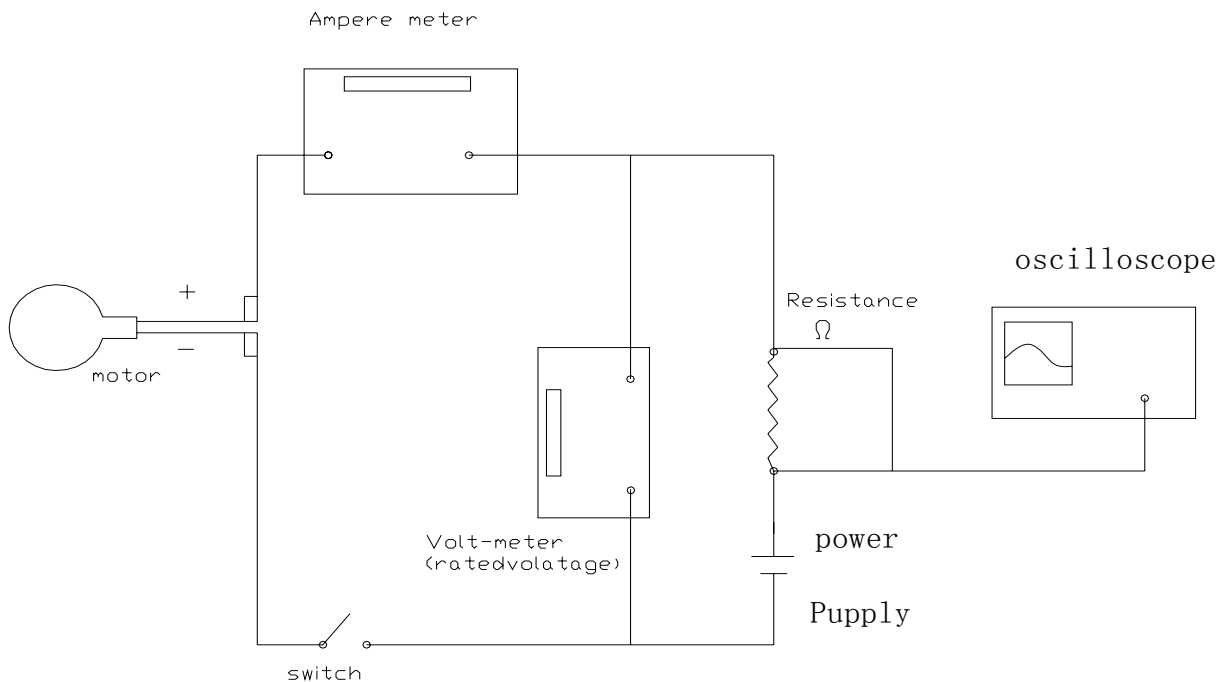 Ampere meter
oscilloscope
+
Resistance
Ω
−
motor
Volt-meter
(ratedvolatage)
power
Pupply
switch